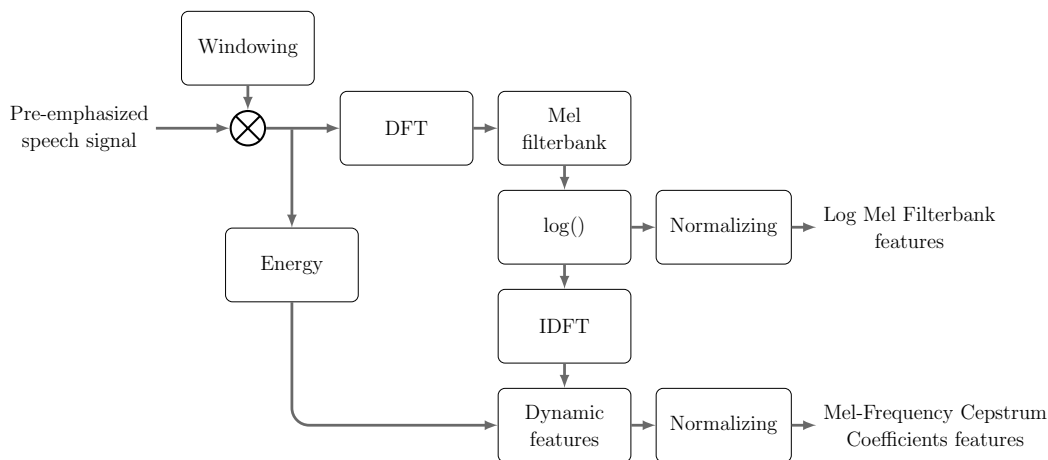 Windowing
Pre-emphasized
speech signal
DFT
Mel
filterbank
log()
Normalizing
Log Mel Filterbank
features
Energy
IDFT
Dynamic
features
Normalizing
Mel-Frequency Cepstrum
Coefficients features